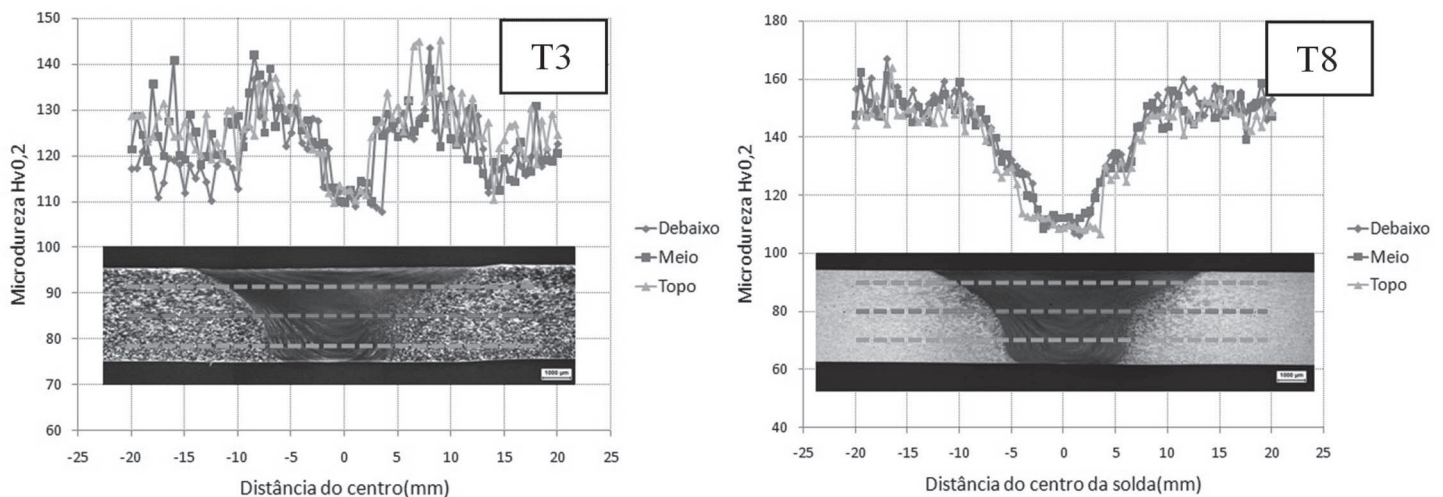 150
140
130
120
110
100
90
80
70
60
-25 -20 -15 -10 -5 0 5 10 15 20 25
Microdureza Hv0,2
Distância do centro(mm)
T3
Debaixo
Meio
Topo
1000 µm
180
160
140
120
100
80
60
40
-25 -20 -15 -10 -5 0 5 10 15 20 25
Microdureza Hv0,2
Distância do centro da solda(mm)
T8
Debaixo
Meio
Topo
1000 µm